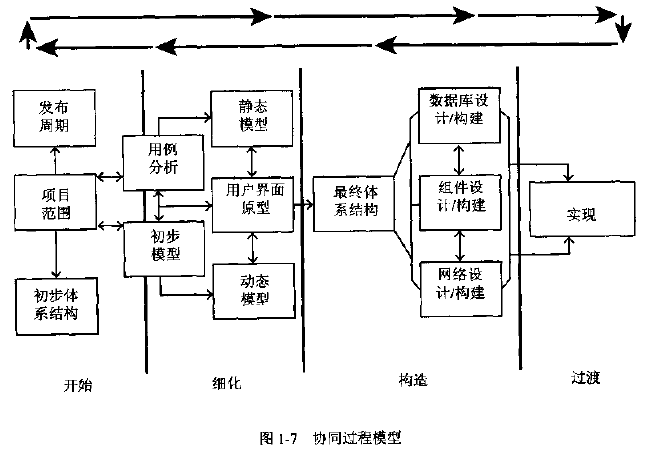 发布
周期
项目
范围
初步体
系结构
用例
分析
初步
模型
静态
模型
用户界面
原型
动态
模型
最终体
系结构
数据库设
计/构建
组件设
计/构建
网络设
计/构建
实现
开始
细化
构造
过渡
图 1-7 协同过程模型